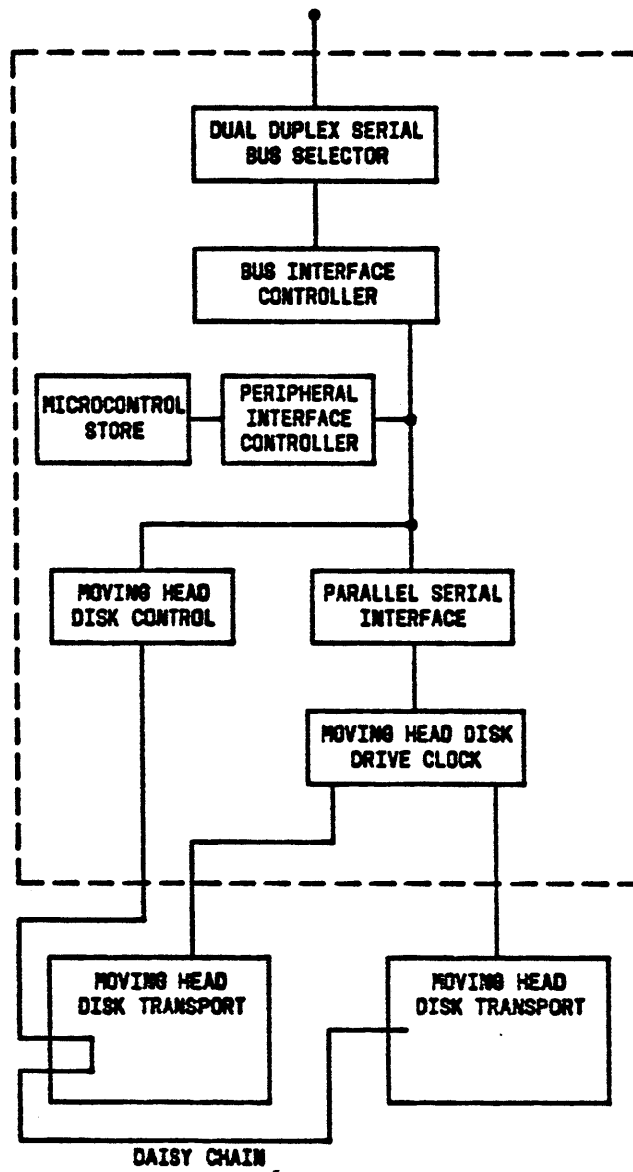 DUAL DUPLEX SERIAL
BUS SELECTOR
BUS INTERFACE
CONTROLLER
MICROCONTROL
STORE
PERIPHERAL
INTERFACE
CONTROLLER
MOVING HEAD
DISK CONTROL
PARALLEL SERIAL
INTERFACE
MOVING HEAD DISK
DRIVE CLOCK
MOVING HEAD
DISK TRANSPORT
MOVING HEAD
DISK TRANSPORT
DAISY CHAIN